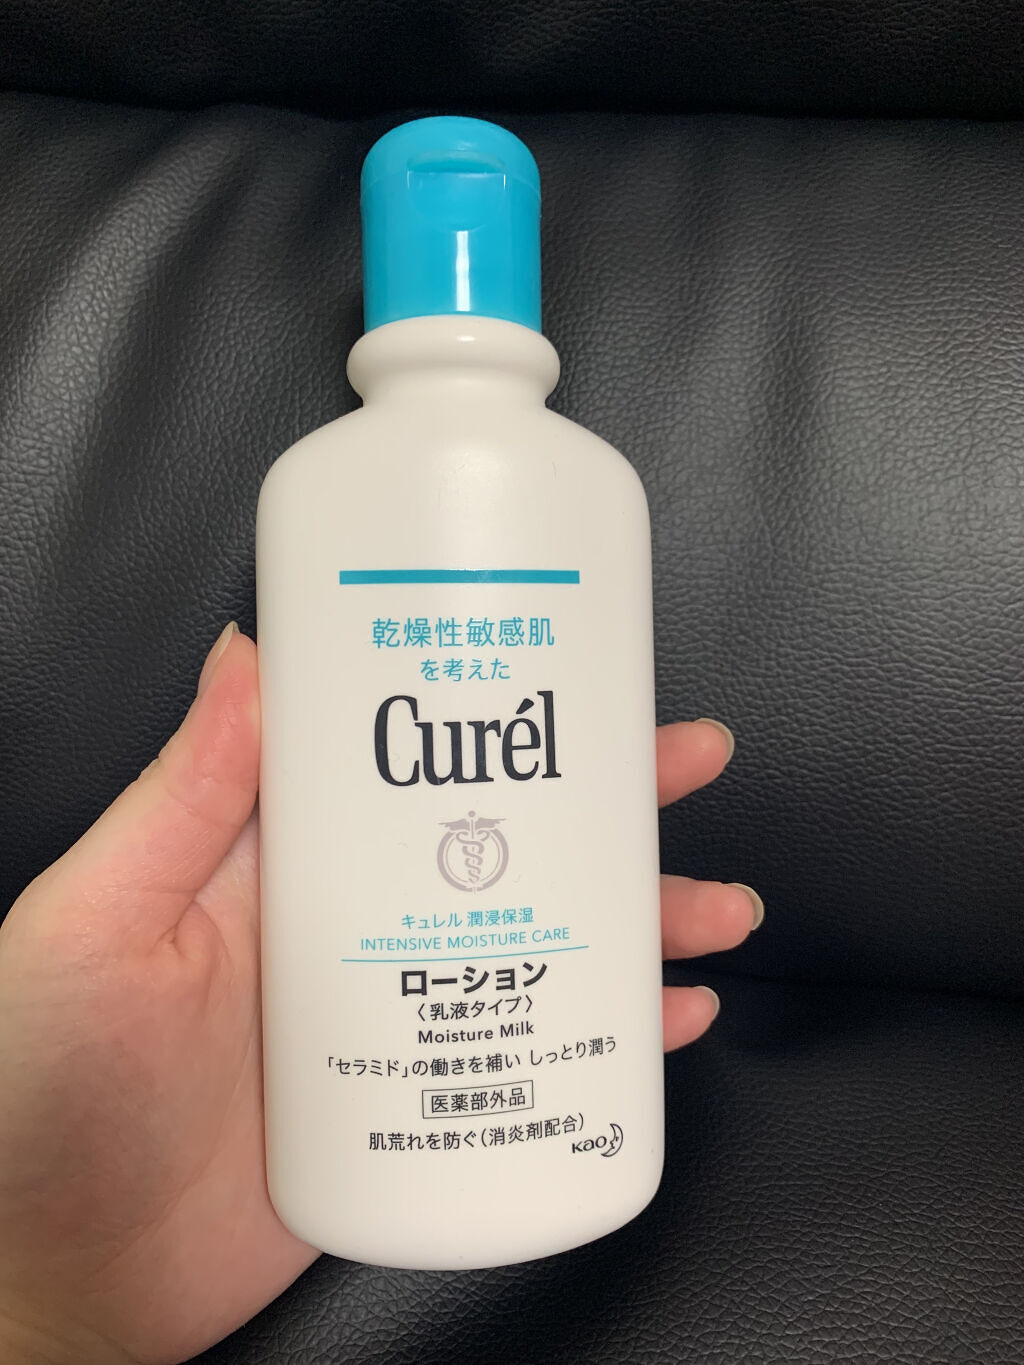 乾燥性敏感肌
を考えた
Curél
キュレル 潤浸保湿
INTENSIVE MOISTURE CARE
ローション
〈乳液タイプ〉
Moisture Milk
「セラミド」の働きを補い しっとり潤う
医薬部外品
肌荒れを防ぐ(消炎剤配合)
Kao